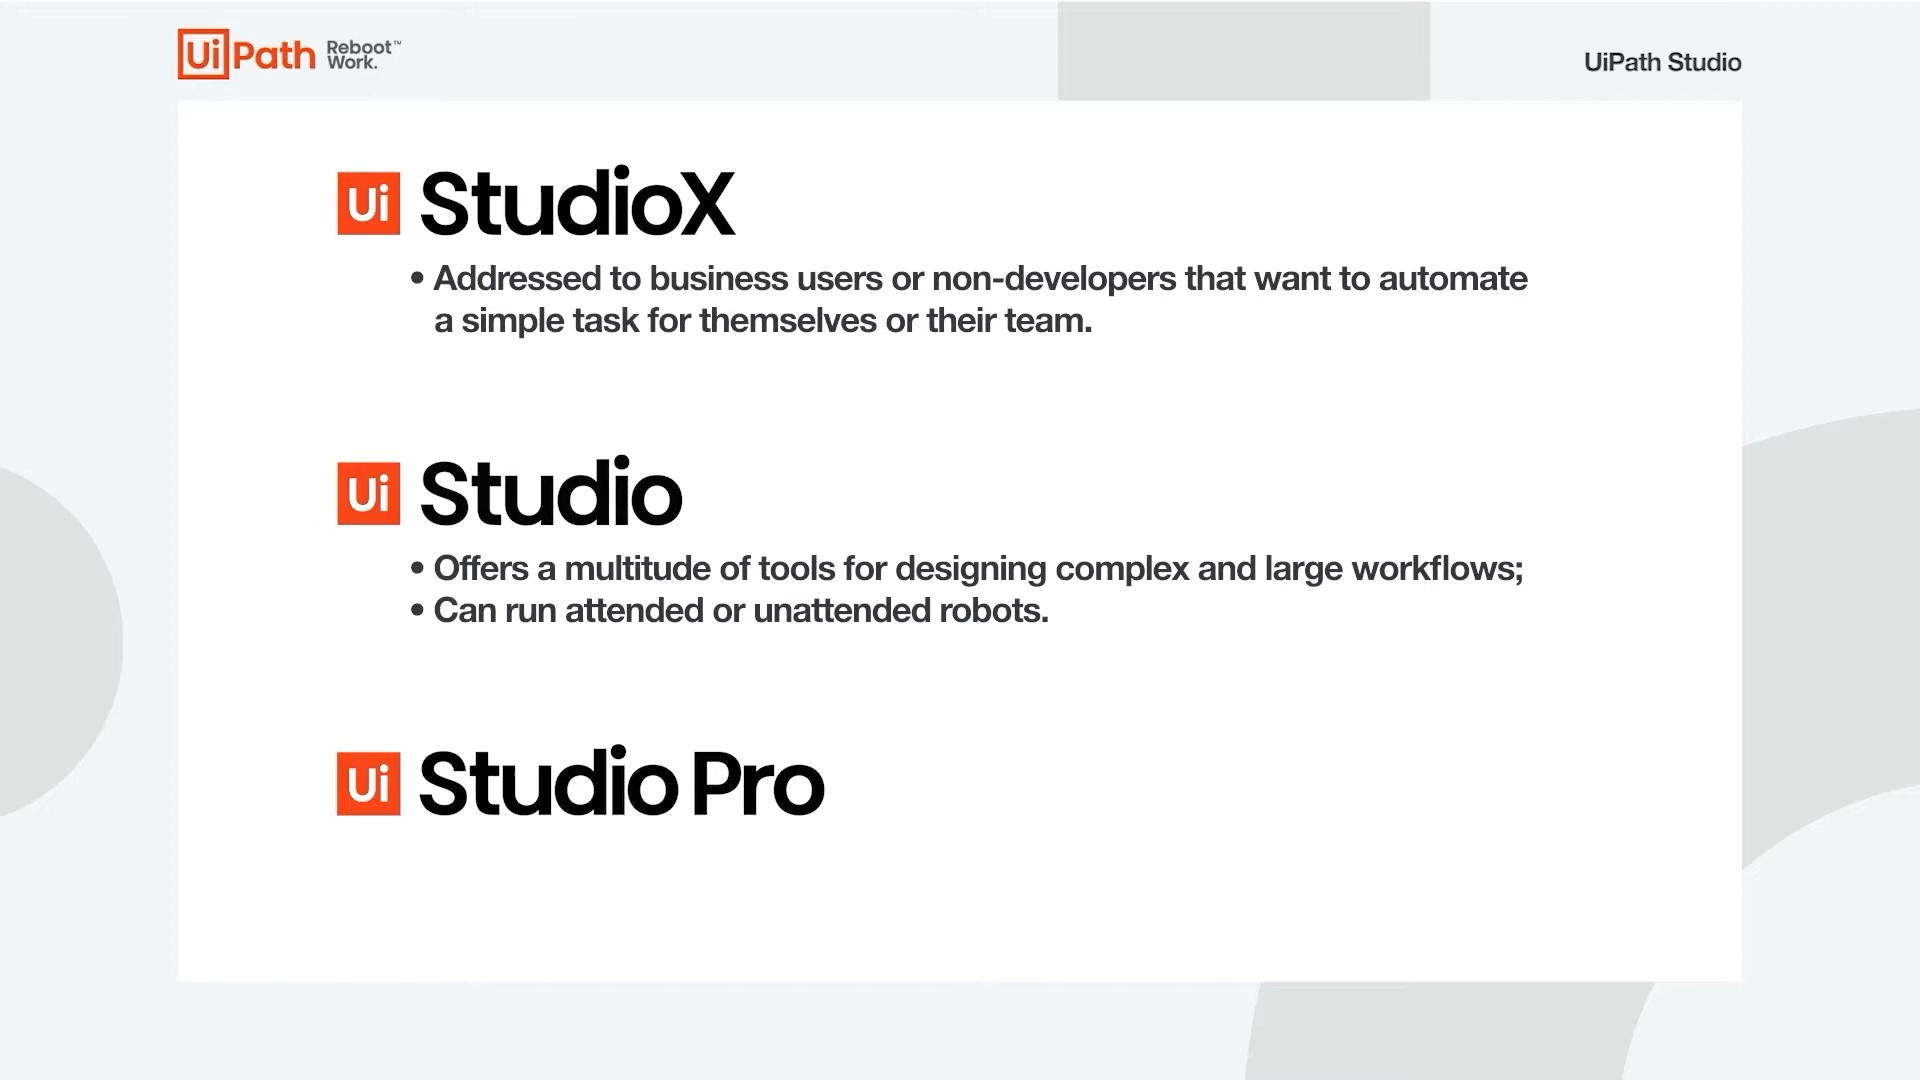 UiPath Reboot™
Work.
UiPath Studio
Ui StudioX
• Addressed to business users or non-developers that want to automate
a simple task for themselves or their team.
Ui Studio
• Offers a multitude of tools for designing complex and large workflows;
• Can run attended or unattended robots.
Ui Studio Pro